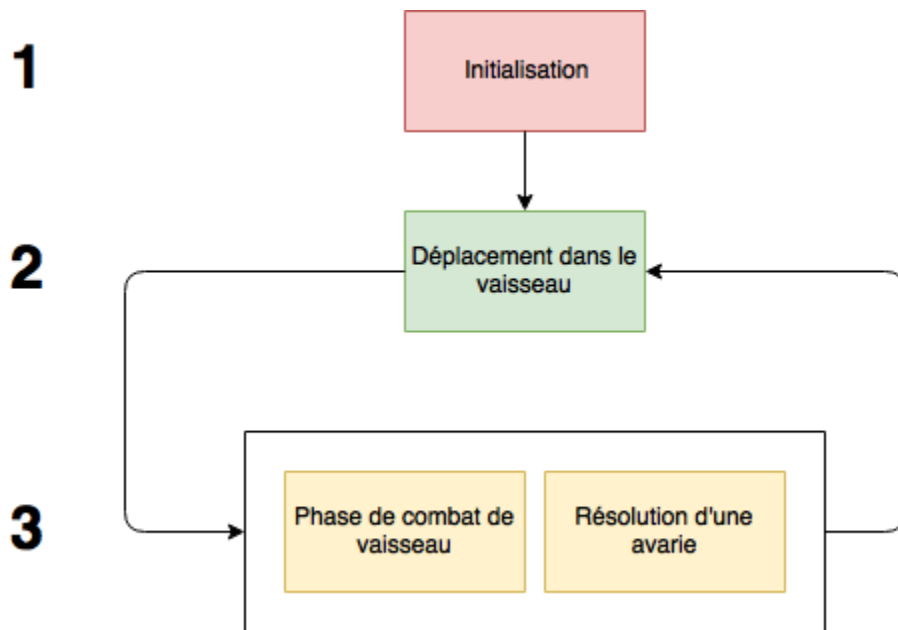 1
Initialisation
2
Déplacement dans le
vaisseau
3
Phase de combat de
vaisseau
Résolution d'une
avarie